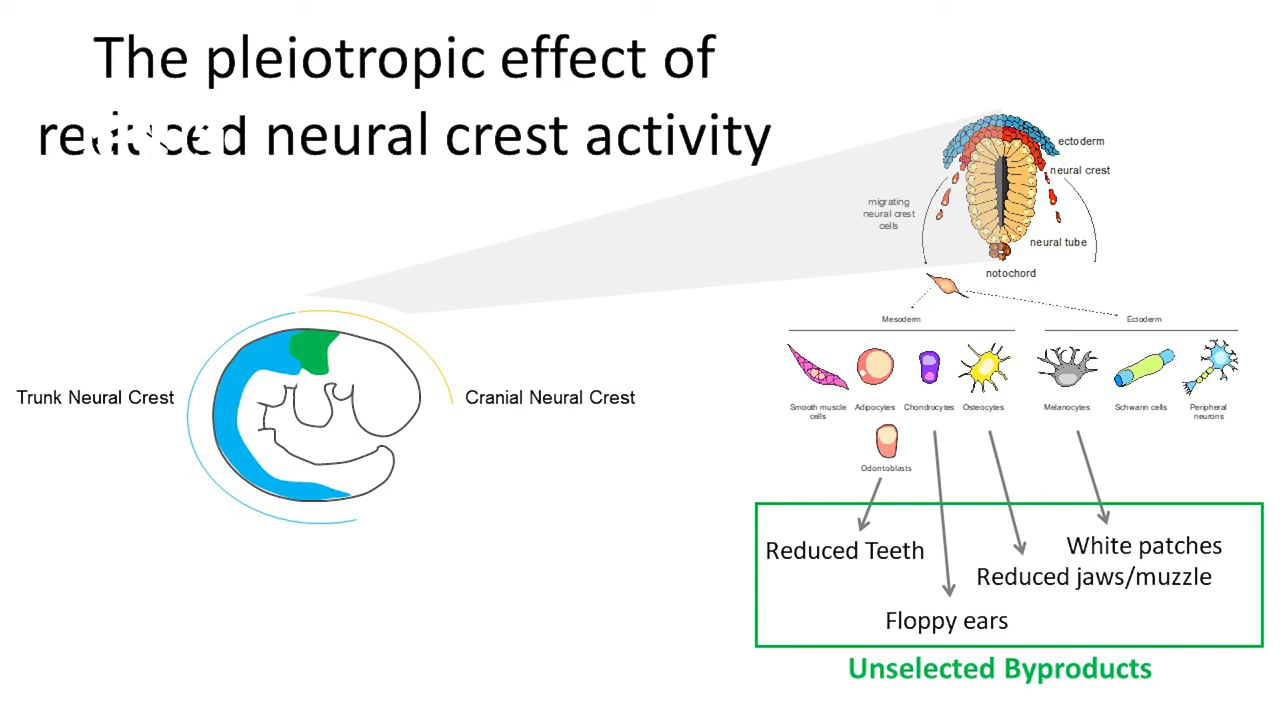 The pleiotropic effect of
reduced neural crest activity
ectoderm
neural crest
migrating
neural crest
cells
neural tube
notochord
Mesoderm
Ectoderm
Trunk Neural Crest
Cranial Neural Crest
Smooth muscle
cells
Adipocytes
Chondrocytes
Osteocytes
Melanocytes
Schwann cells
Peripheral
neurons
Odontoblasts
Reduced Teeth
White patches
Reduced jaws/muzzle
Floppy ears
Unselected Byproducts